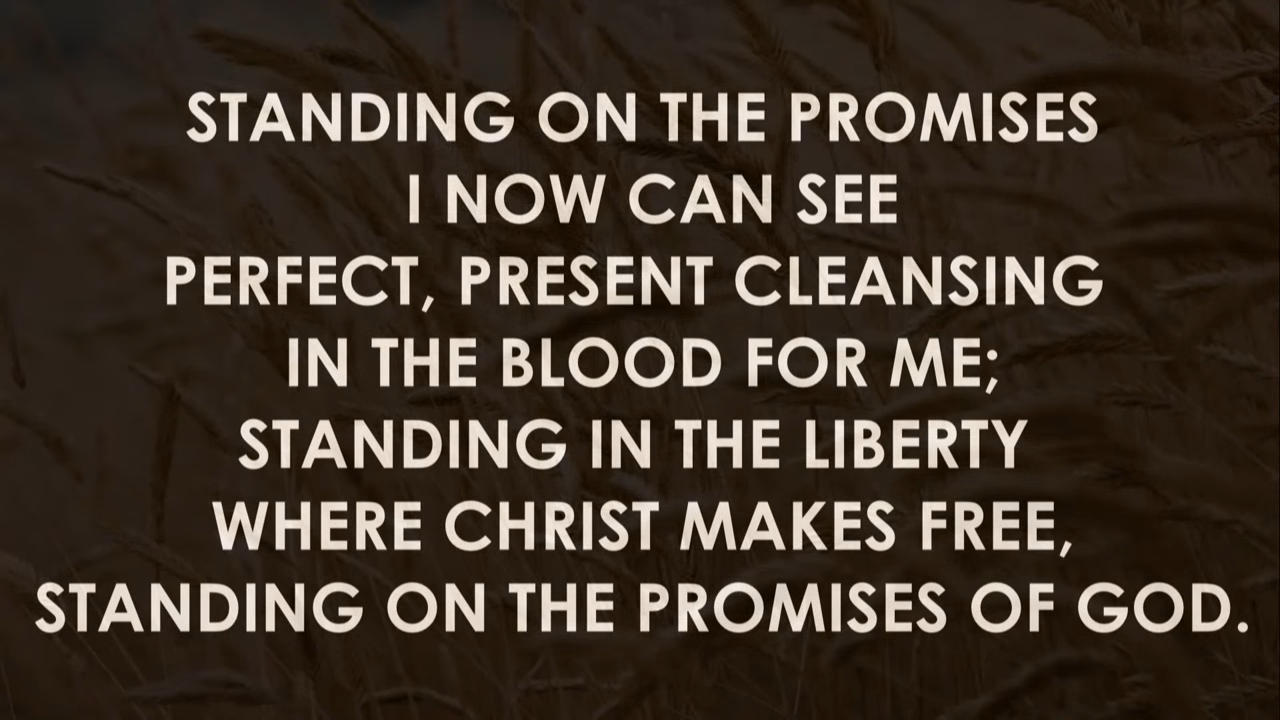 STANDING ON THE PROMISES
I NOW CAN SEE
PERFECT, PRESENT CLEANSING
IN THE BLOOD FOR ME;
STANDING IN THE LIBERTY
WHERE CHRIST MAKES FREE,
STANDING ON THE PROMISES OF GOD.